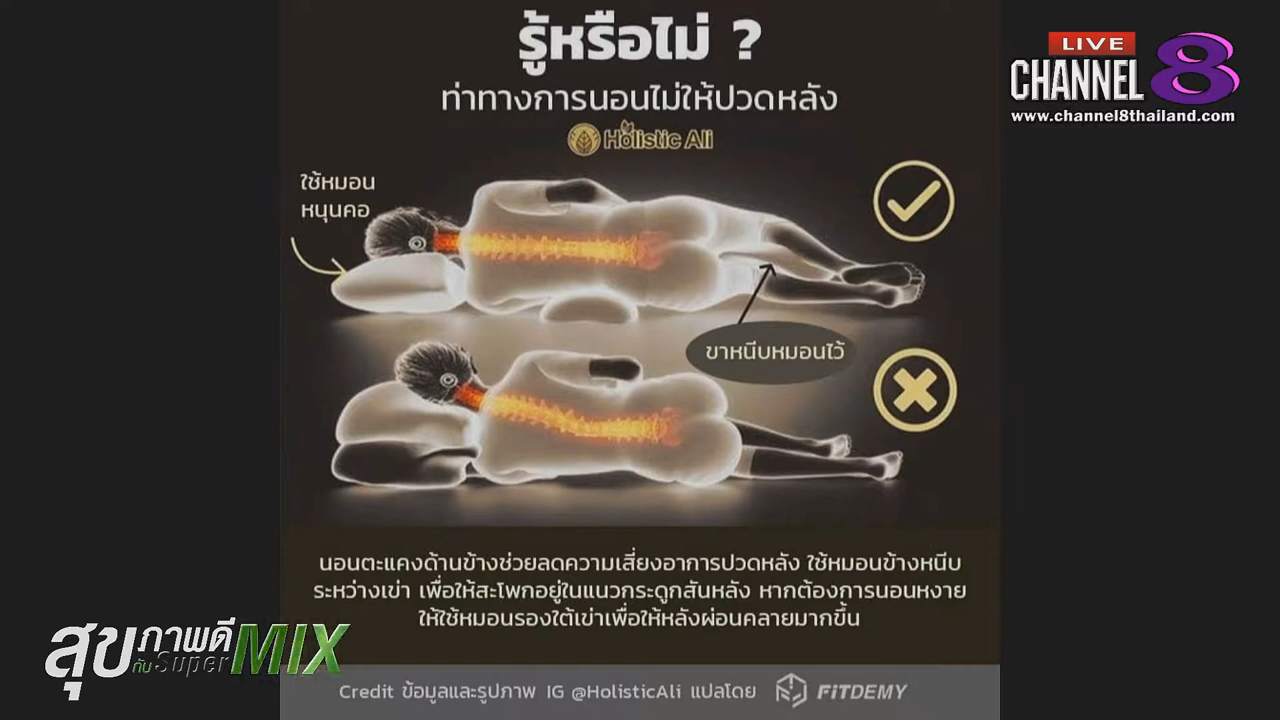 รู้หรือไม่ ?
ท่าทางการนอนไม่ให้ปวดหลัง
Holistic Ali
LIVE
CHANNEL 8
www.channel8thailand.com
ใช้หมอน
หนุนคอ
ขาหนีบหมอนไว้
นอนตะแคงด้านข้างช่วยลดความเสี่ยงอาการปวดหลัง ใช้หมอนข้างหนีบ
ระหว่างเข่า เพื่อให้สะโพกอยู่ในแนวกระดูกสันหลัง หากต้องการนอนหงาย
ให้ใช้หมอนรองใต้เข่าเพื่อให้หลังผ่อนคลายมากขึ้น
สุขภาพดี
กับ Super MIX
Credit ข้อมูลและรูปภาพ IG @HolisticAli แปลโดย FiTDEMY